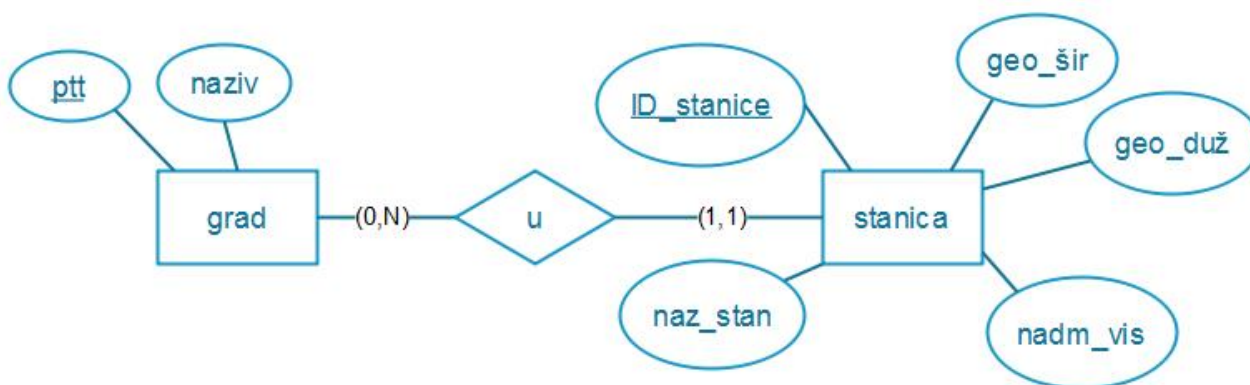 ptt
naziv
ID_stanice
geo_šir
geo_duž
grad
(0,N)
u
(1,1)
stanica
naz_stan
nadm_vis